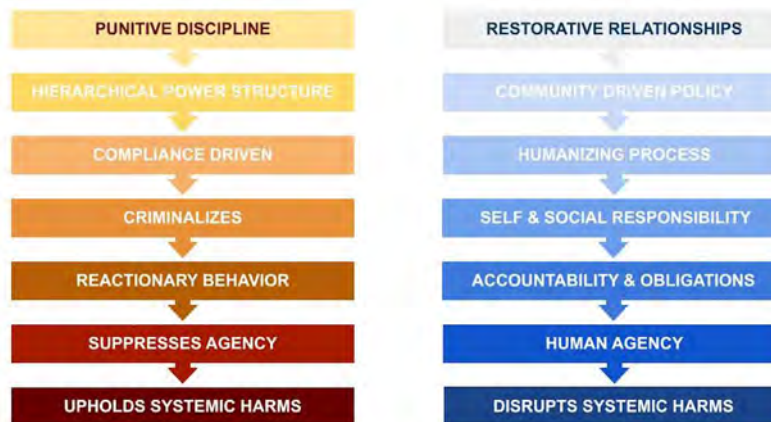 PUNITIVE DISCIPLINE
HIERARCHICAL POWER STRUCTURE
COMPLIANCE DRIVEN
CRIMINALIZES
REACTIONARY BEHAVIOR
SUPPRESSES AGENCY
UPHOLDS SYSTEMIC HARMS
RESTORATIVE RELATIONSHIPS
COMMUNITY DRIVEN POLICY
HUMANIZING PROCESS
SELF & SOCIAL RESPONSIBILITY
ACCOUNTABILITY & OBLIGATIONS
HUMAN AGENCY
DISRUPTS SYSTEMIC HARMS